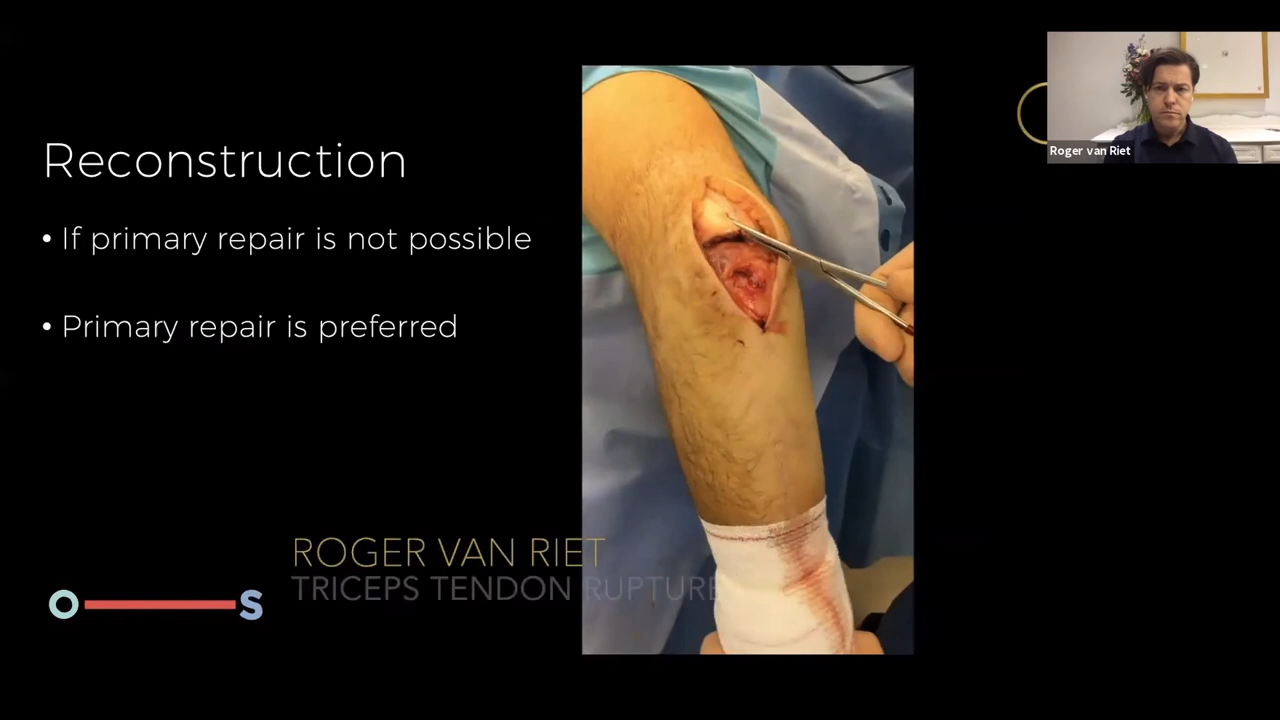 Reconstruction
• If primary repair is not possible
• Primary repair is preferred
Roger van Riet
ROGER VAN RIET
TRICEPS TENDON RUPTURE
O S